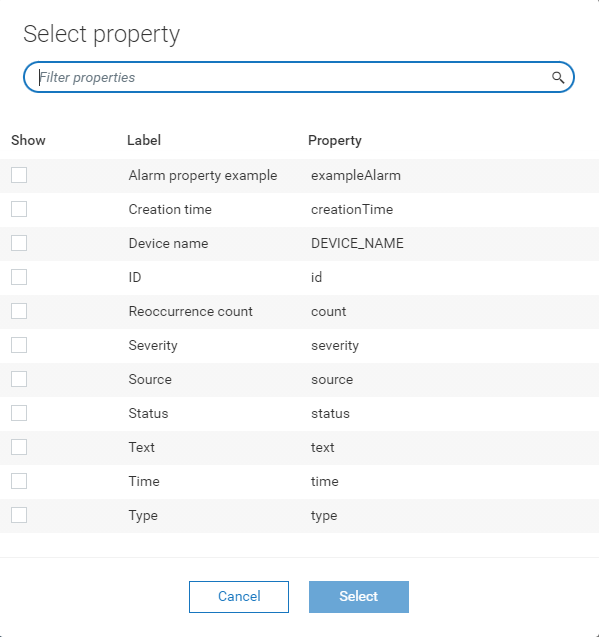 Select property
Filter properties
Show Label Property
Alarm property example exampleAlarm
Creation time creationTime
Device name DEVICE_NAME
ID id
Reoccurrence count count
Severity severity
Source source
Status status
Text text
Time time
Type type
Cancel Select